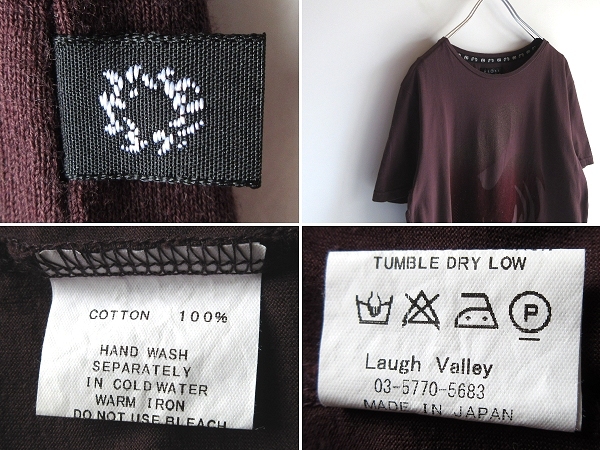 COTTON 100%
HAND WASH
SEPARATELY
IN COLD WATER
WARM IRON
DO NOT USE BLEACH
TUMBLE DRY LOW
P
Laugh Valley
03-5770-5683
MADE IN JAPAN